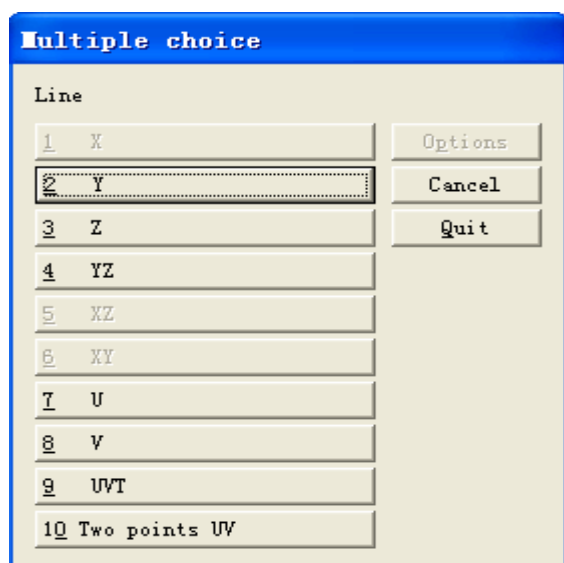 Multiple choice
Line
1 X Options
2 Y Cancel
3 Z Quit
4 YZ
5 XZ
6 XY
7 U
8 V
9 UVT
10 Two points UV